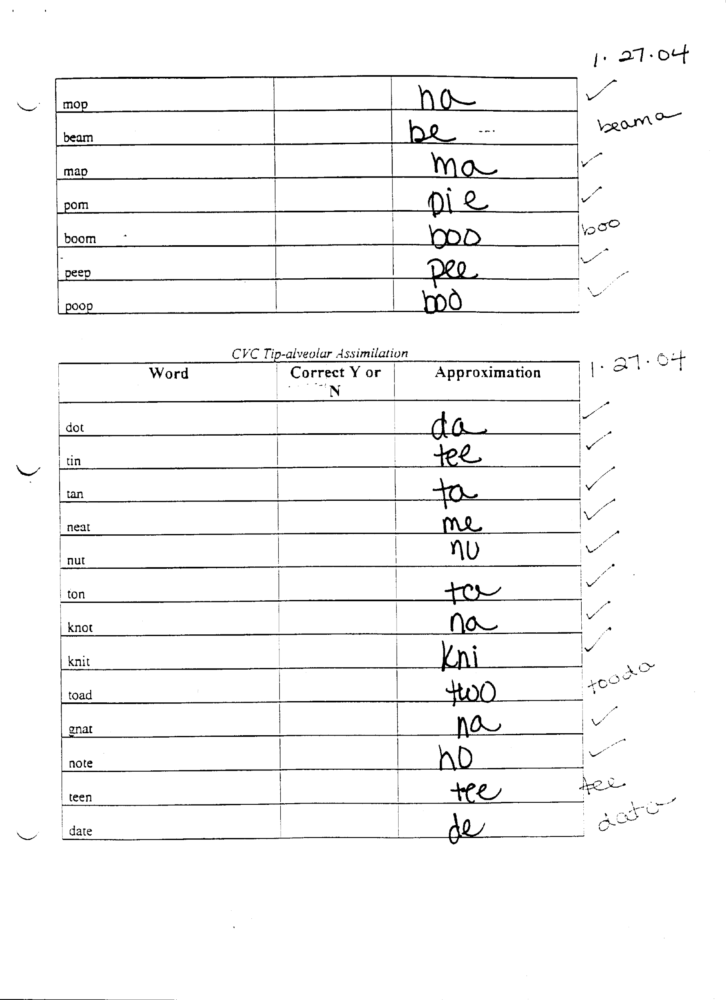 1. 27.04
mop ha ✓
beam be --- beama
map ma ✓
pom pie ✓
boom boo boo
peep pee ✓
poop boo ✓
CVC Tip-alveolar Assimilation
1. 27.04
Word Correct Y or N Approximation
dot da ✓
tin tee ✓
tan ta ✓
neat me ✓
nut nu ✓
ton ta ✓
knot na ✓
knit kni ✓
toad two tooda
gnat na ✓
note no ✓
teen tee tee
date de data